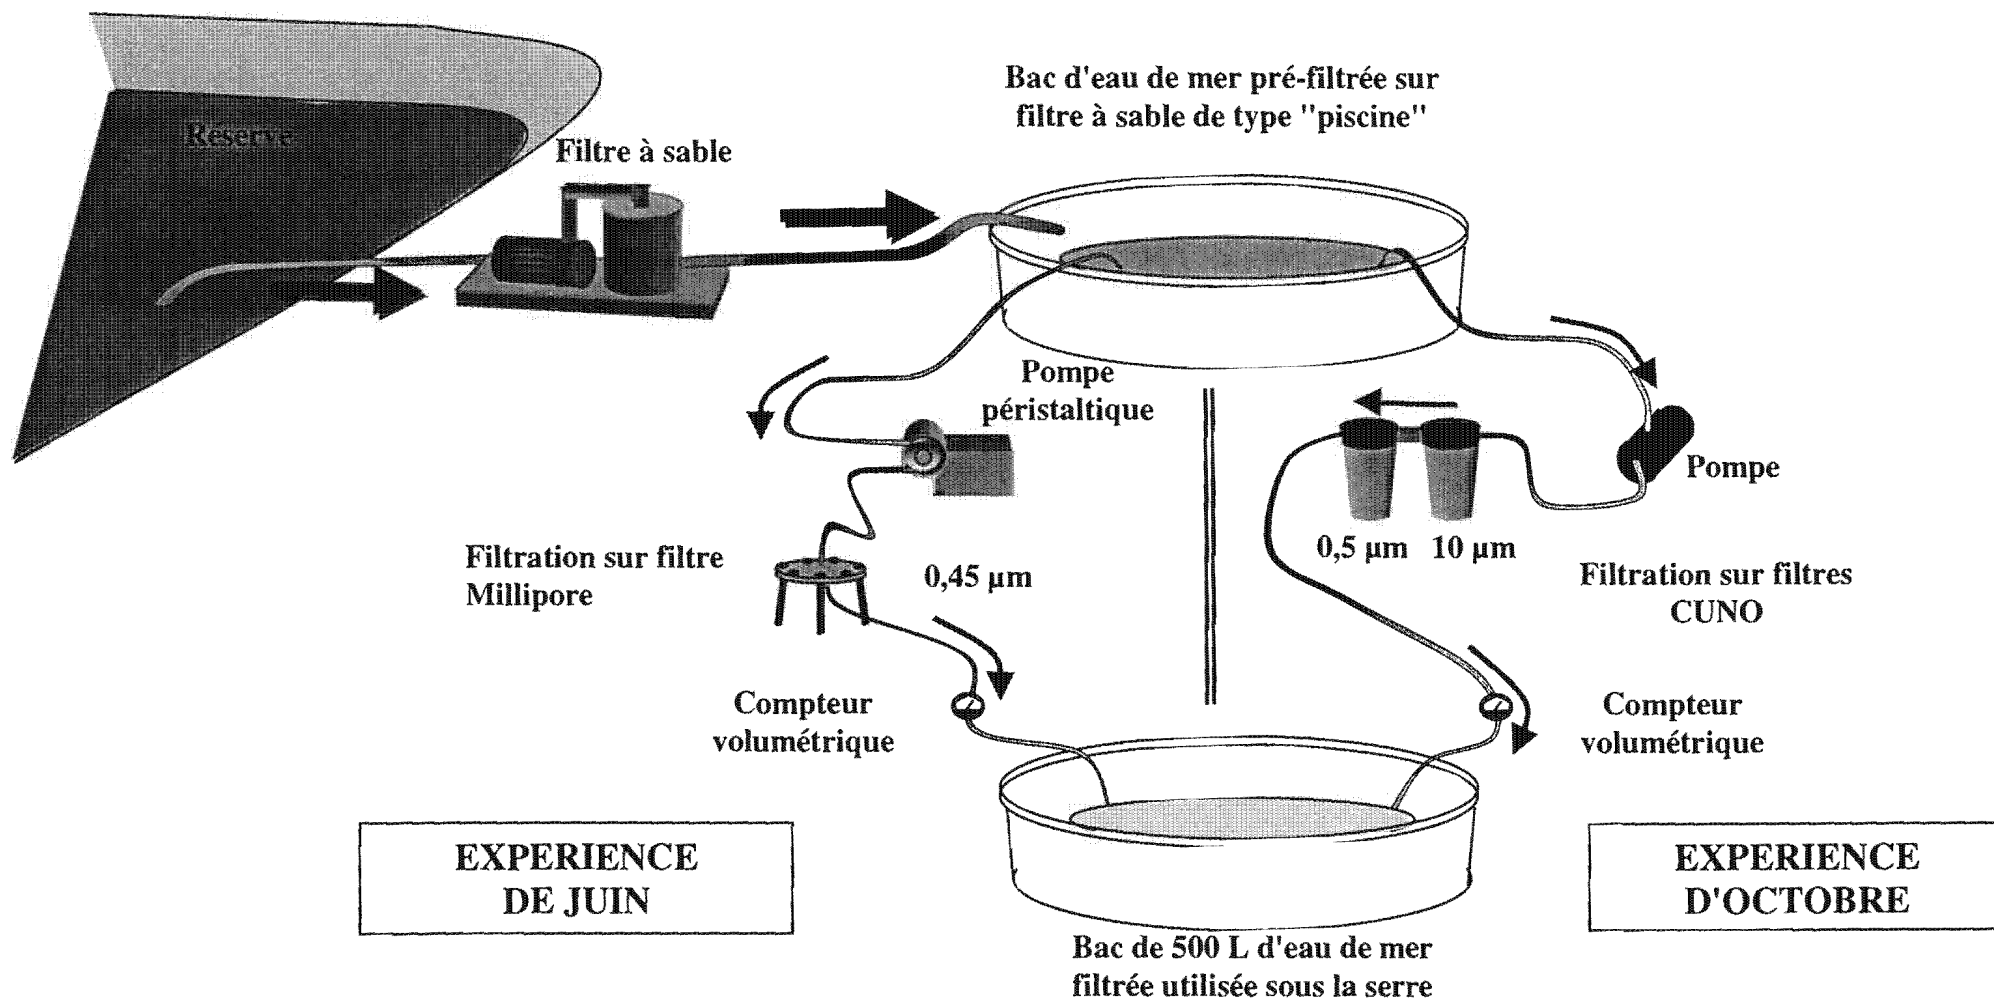 Bac d'eau de mer pré-filtrée sur
filtre à sable de type "piscine"
Réserve
Filtre à sable
Pompe
péristaltique
Pompe
0,5 µm 10 µm
Filtration sur filtre
Millipore
0,45 µm
Filtration sur filtres
CUNO
Compteur
volumétrique
Compteur
volumétrique
EXPERIENCE
DE JUIN
EXPERIENCE
D'OCTOBRE
Bac de 500 L d'eau de mer
filtrée utilisée sous la serre